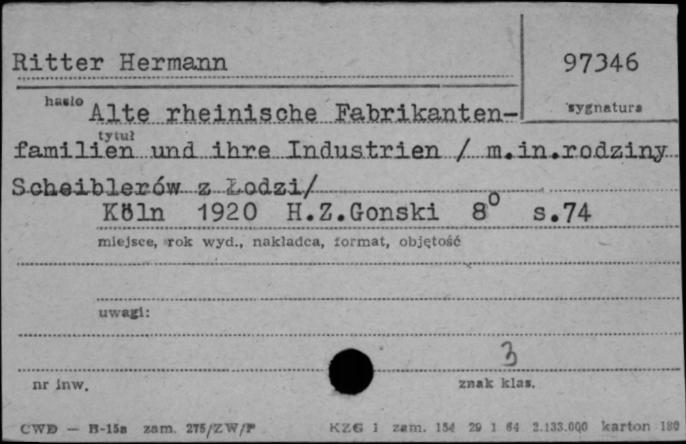 Ritter Hermann 97346
hasło sygnatura
Alte rheinische Fabrikanten-
tytuł
familien und ihre Industrien / m.in.rodziny
Scheiblerów z Łodzi/
Köln 1920 H.Z.Gonski 8° s.74
miejsce, rok wyd., nakładca, format, objętość
uwagi:
3
nr inw. znak klas.
CWD — B-15a zam. 275/ZW/P KZG 1 zam. 154 29 1 64 2.133.000 karton 180